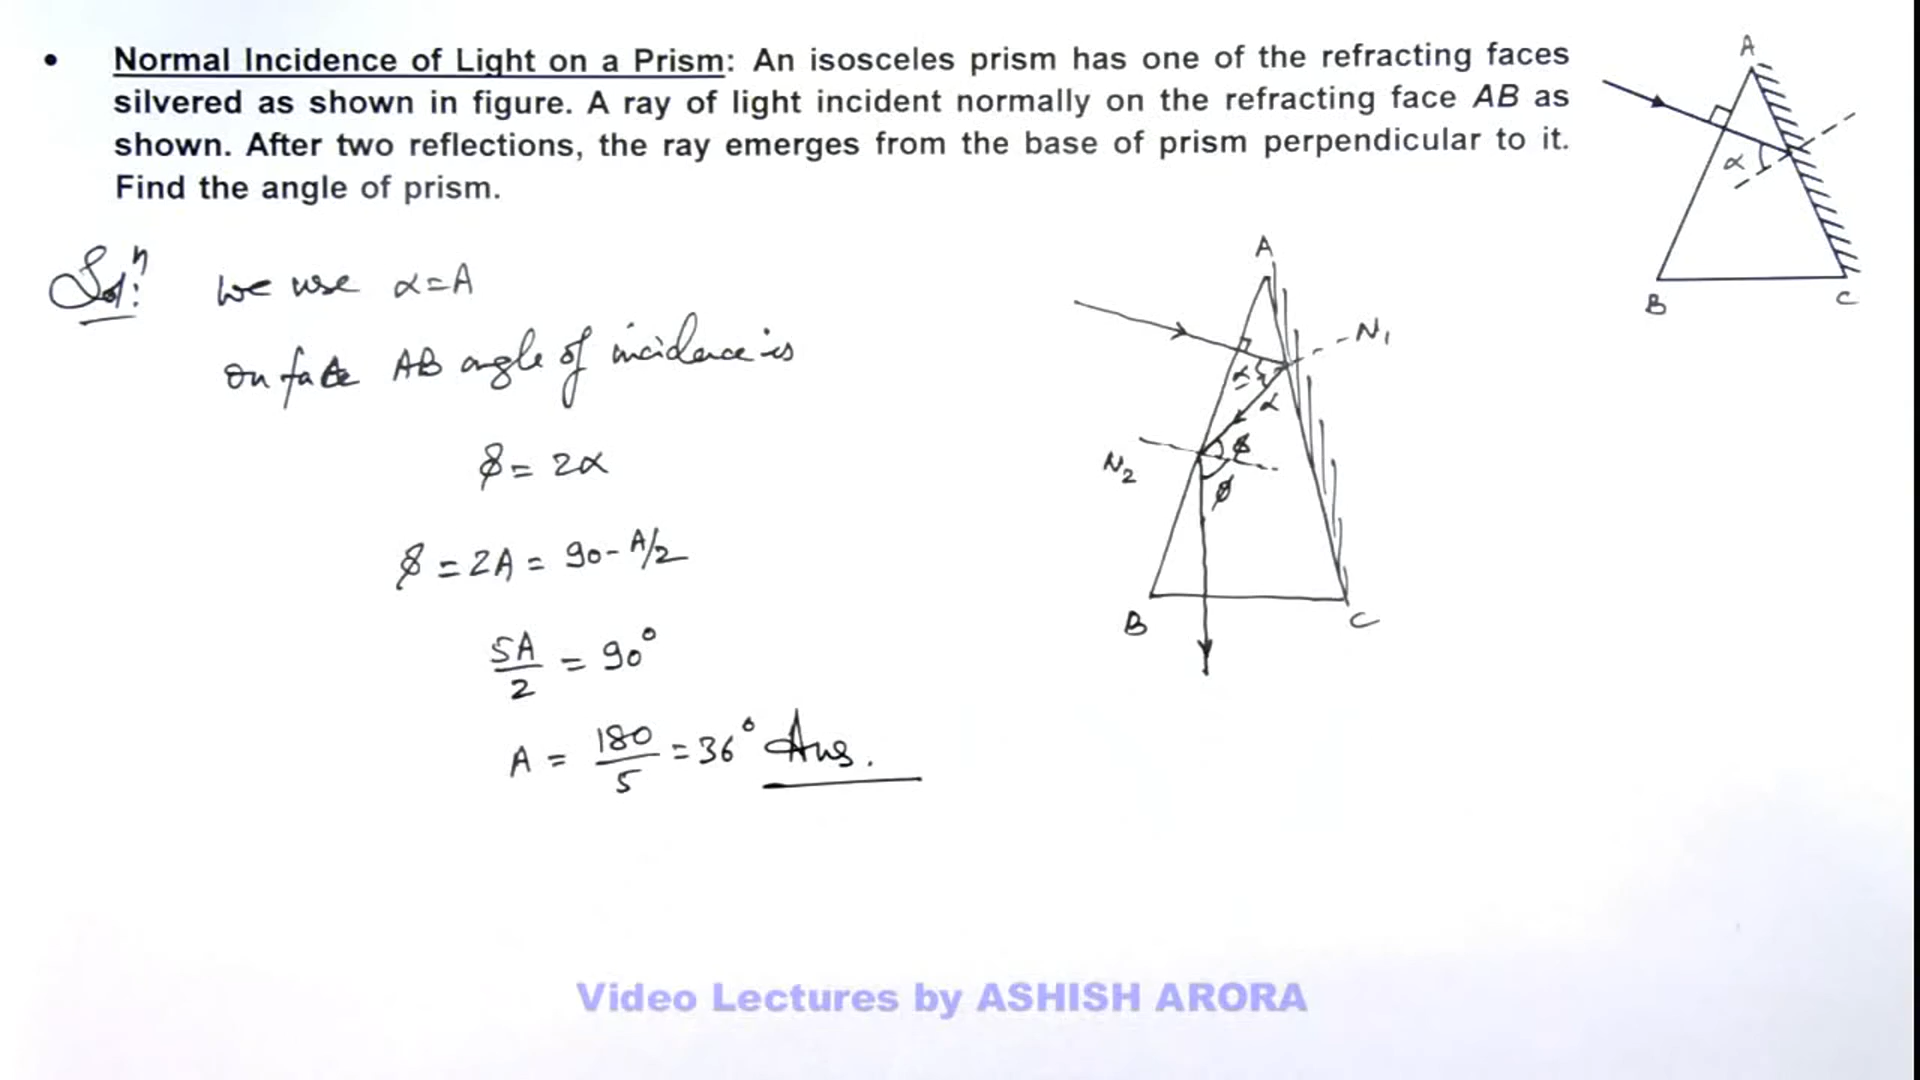 • Normal Incidence of Light on a Prism: An isosceles prism has one of the refracting faces
silvered as shown in figure. A ray of light incident normally on the refracting face AB as
shown. After two reflections, the ray emerges from the base of prism perpendicular to it.
Find the angle of prism.
A
α
B
C
Solⁿ:
we use α=A
on face AB angle of incidence is
ϕ = 2α
ϕ = 2A = 90 - A/2
5A/2 = 90°
A = 180/5 = 36° Ans.
A
N₁
α
α
N₂
ϕ
ϕ
B
C
Video Lectures by ASHISH ARORA